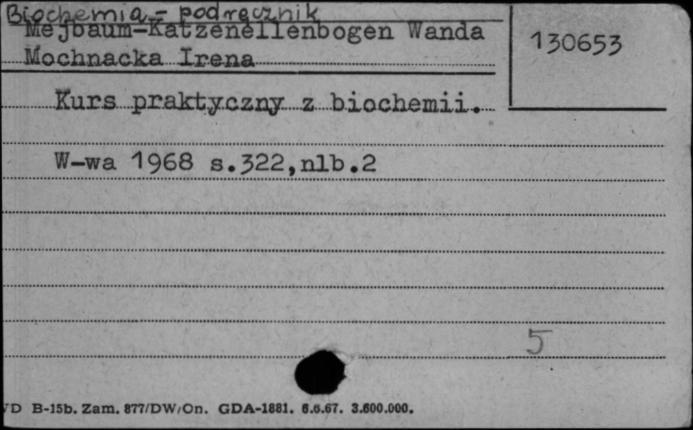 Biochemia - podręcznik
Mejbaum-Katzenellenbogen Wanda
Mochnacka Irena
130653
Kurs praktyczny z biochemii.
W-wa 1968 s.322,nlb.2
5
D B-15b. Zam. 877/DW/On. GDA-1881. 6.6.67. 3.600.000.